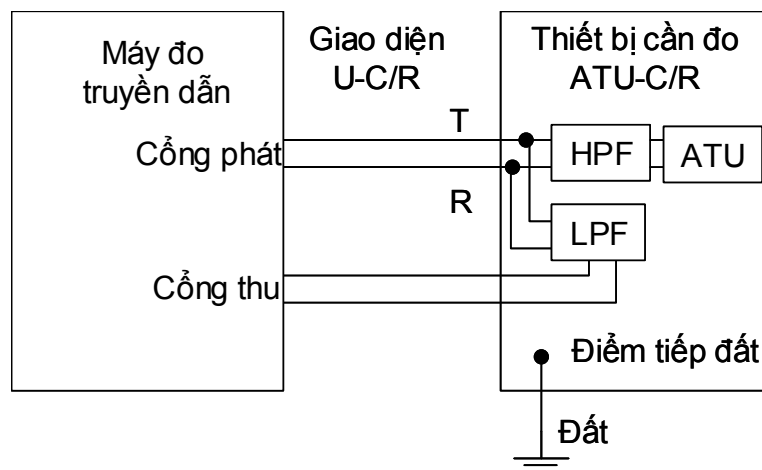 Máy đo
truyền dẫn
Cổng phát
Cổng thu
Giao diện
U-C/R
T
R
Thiết bị cần đo
ATU-C/R
HPF
ATU
LPF
Điểm tiếp đất
Đất